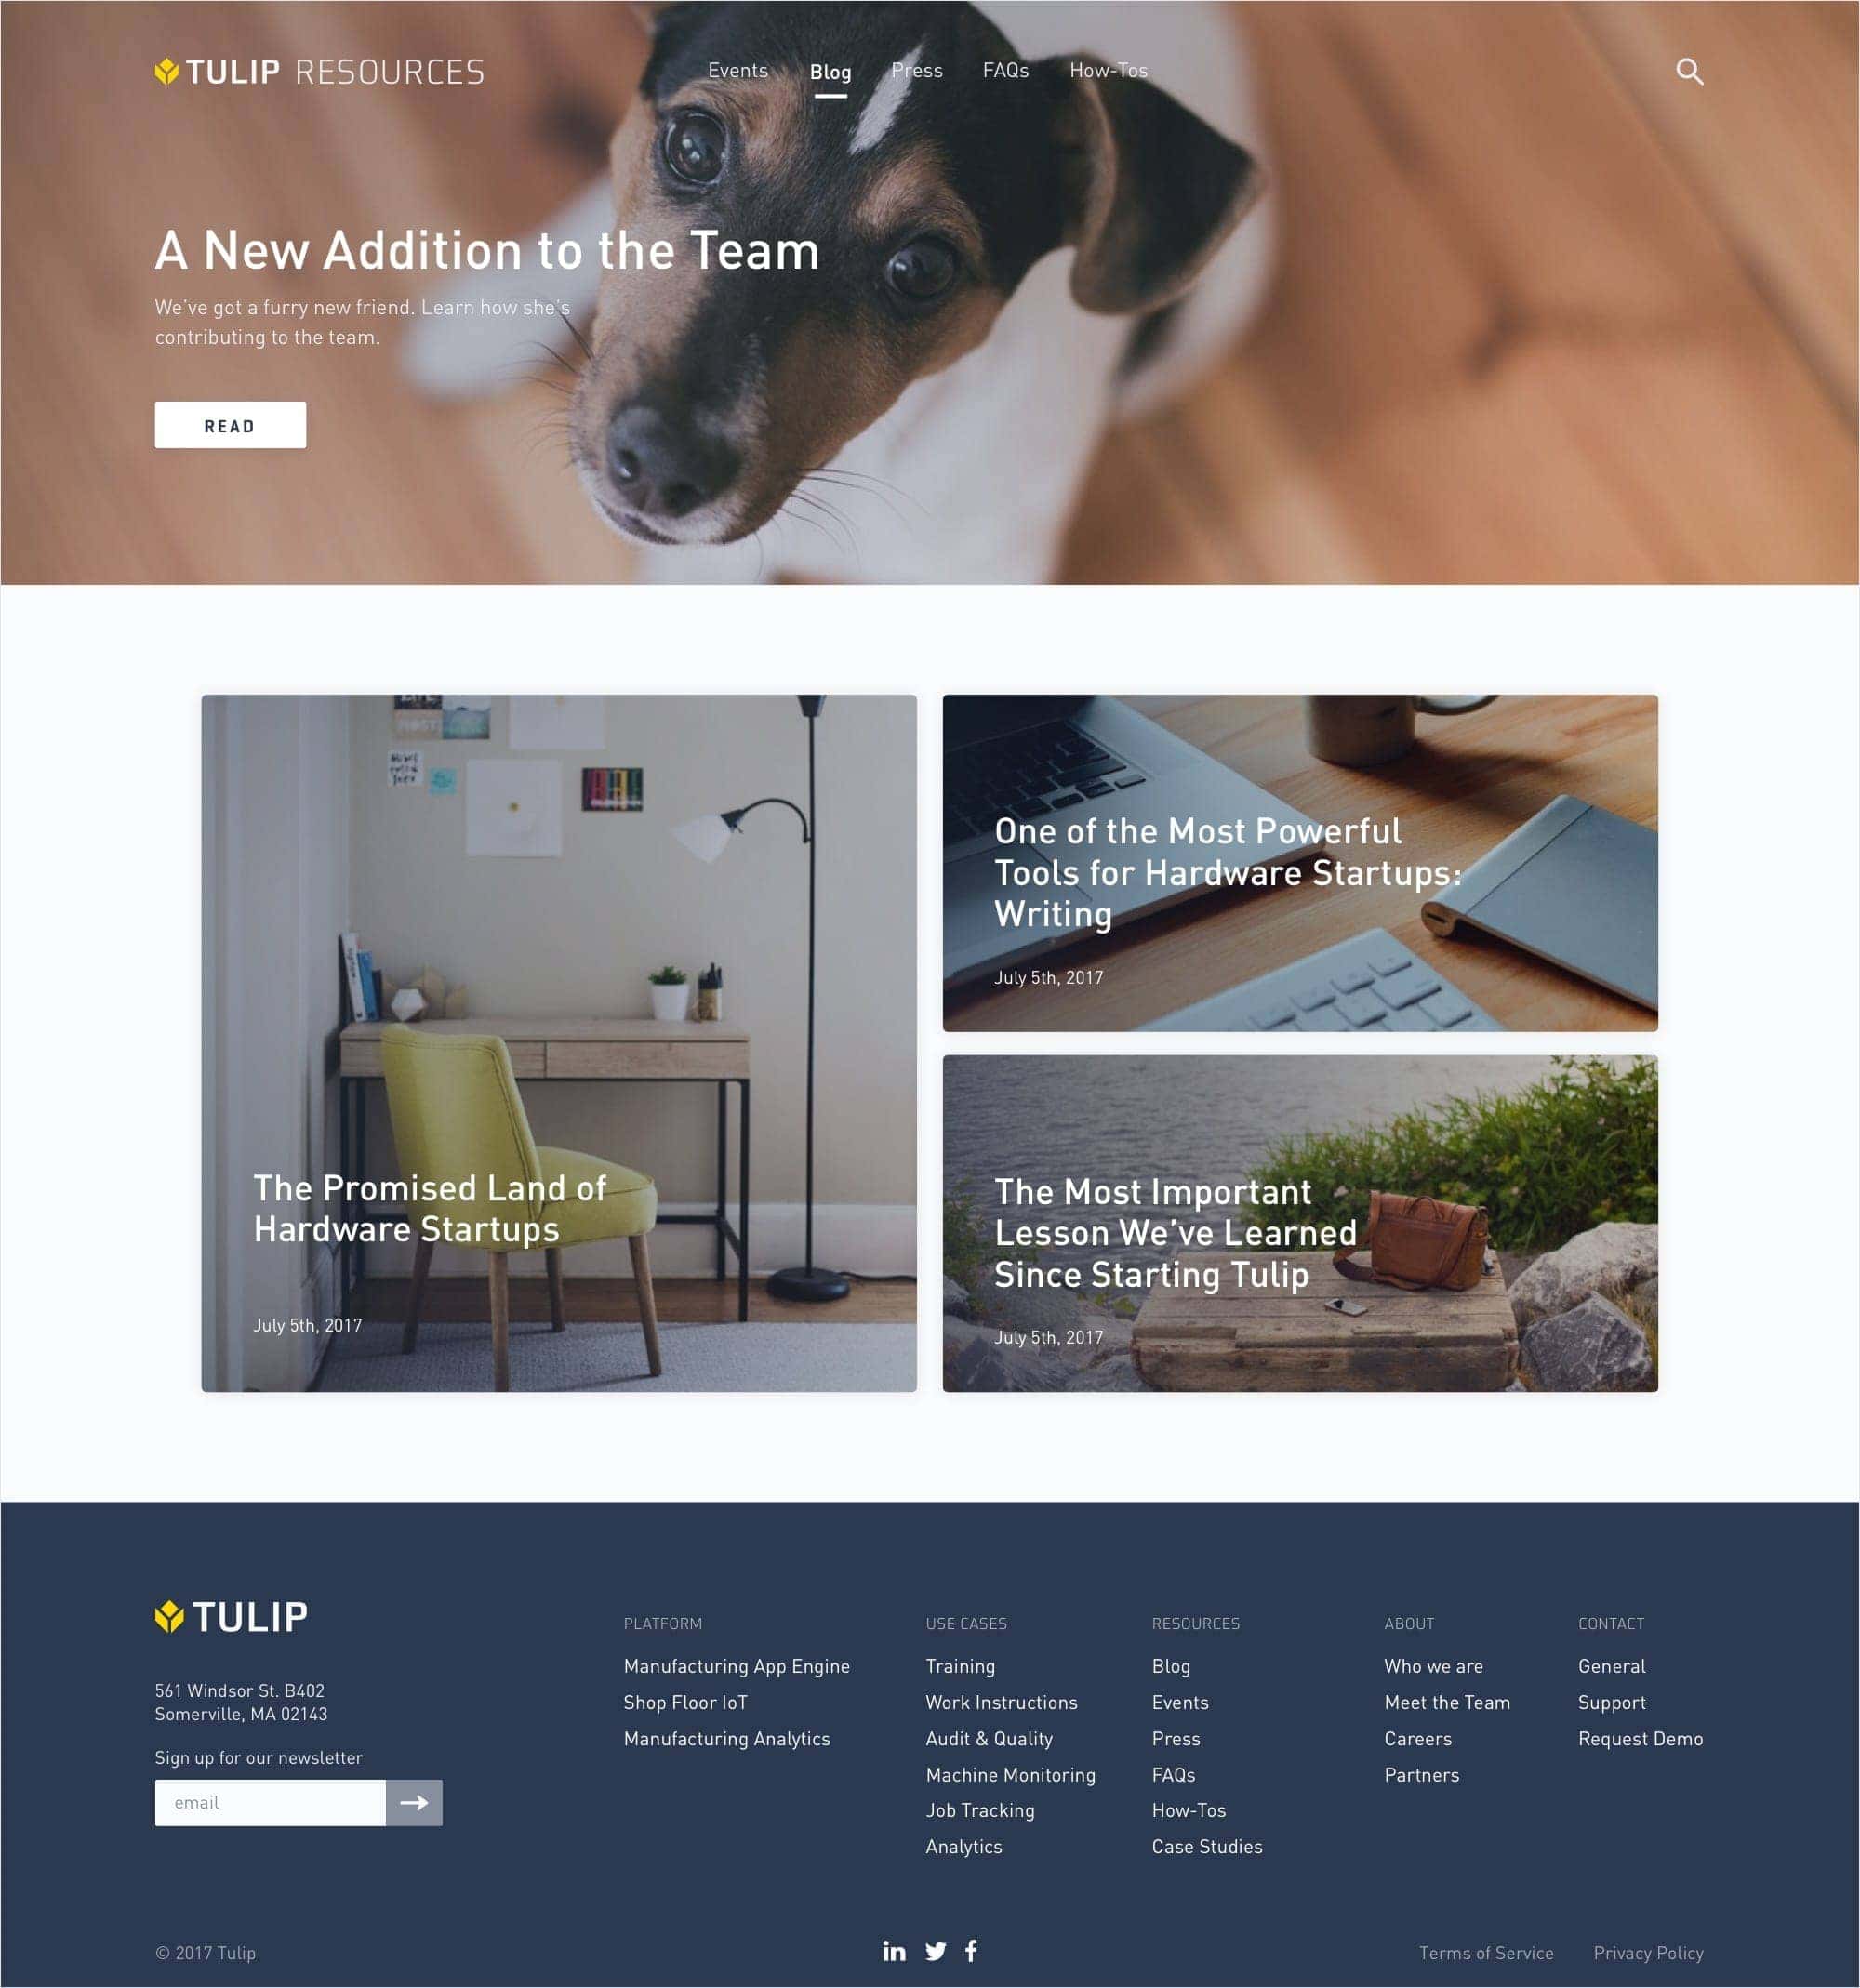 TULIP RESOURCES
Events
Blog
Press
FAQs
How-Tos
A New Addition to the Team
We've got a furry new friend. Learn how she's
contributing to the team.
READ
The Promised Land of
Hardware Startups
July 5th, 2017
One of the Most Powerful
Tools for Hardware Startups:
Writing
July 5th, 2017
The Most Important
Lesson We've Learned
Since Starting Tulip
July 5th, 2017
TULIP
561 Windsor St. B402
Somerville, MA 02143
Sign up for our newsletter
email
PLATFORM
Manufacturing App Engine
Shop Floor IoT
Manufacturing Analytics
USE CASES
Training
Work Instructions
Audit & Quality
Machine Monitoring
Job Tracking
Analytics
RESOURCES
Blog
Events
Press
FAQs
How-Tos
Case Studies
ABOUT
Who we are
Meet the Team
Careers
Partners
CONTACT
General
Support
Request Demo
© 2017 Tulip
in
f
Terms of Service
Privacy Policy